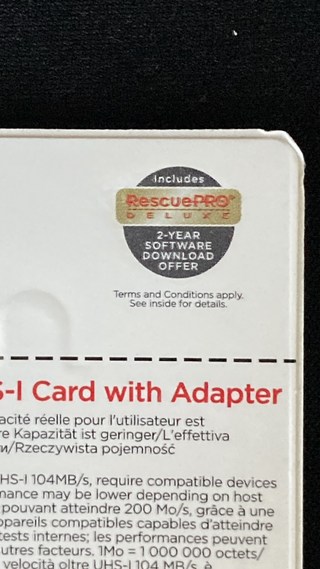 Includes
RescuePRO®
DELUXE
2-YEAR
SOFTWARE
DOWNLOAD
OFFER
Terms and Conditions apply.
See inside for details.
S-I Card with Adapter
acité réelle pour l'utilisateur est
re Kapazität ist geringer/L'effettiva
и/Rzeczywista pojemność
HS-I 104MB/s, require compatible devices
mance may be lower depending on host
pouvant atteindre 200 Mo/s, grâce à une
ppareils compatibles capables d'atteindre
tests internes; les performances peuvent
utres facteurs. 1Mo = 1 000 000 octets/
velocità oltre UHS-I 104 MB/s, è